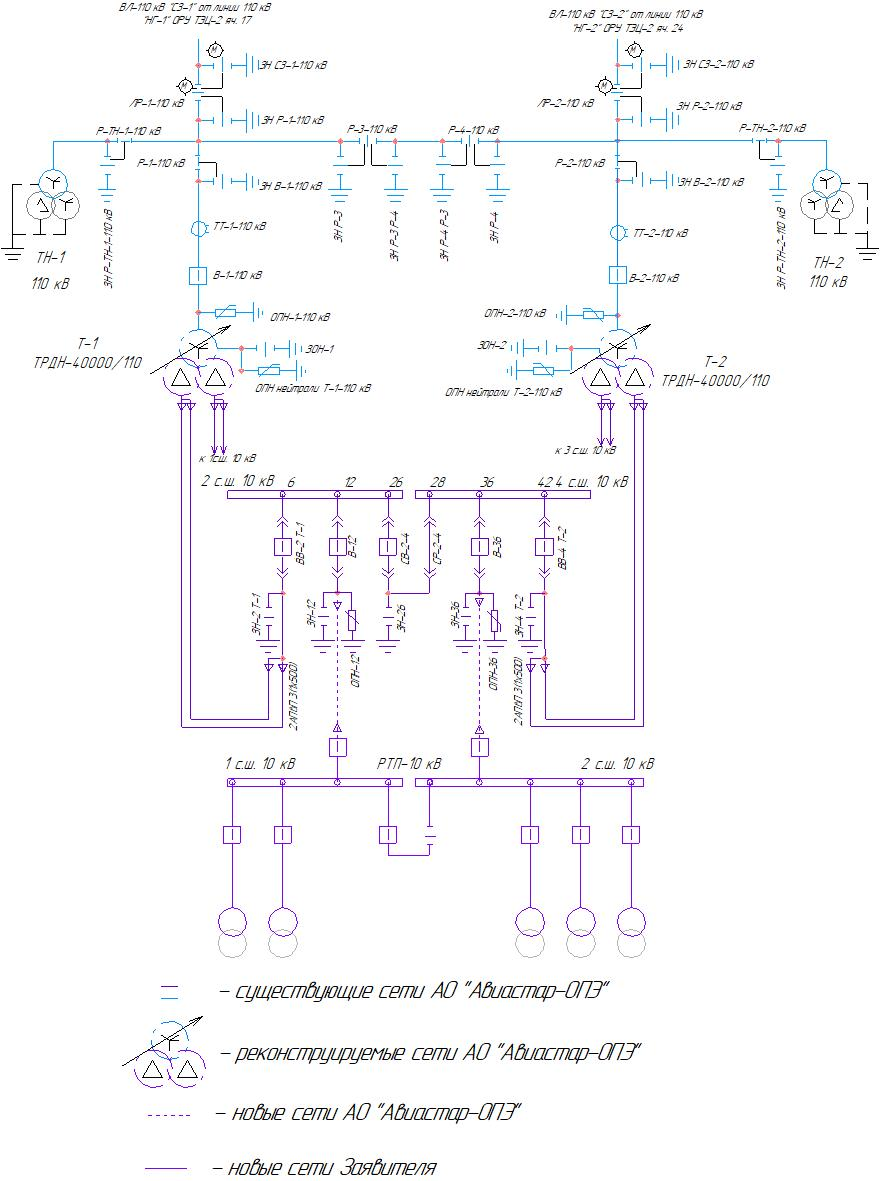 ВЛ-110 кВ "СЗ-1" от линии 110 кВ
"НГ-1" ОРУ ТЭЦ-2 яч. 17
ВЛ-110 кВ "СЗ-2" от линии 110 кВ
"НГ-2" ОРУ ТЭЦ-2 яч. 24
М
ЗН СЗ-1-110 кВ
М
ЛР-1-110 кВ
ЗН Р-1-110 кВ
М
ЗН СЗ-2-110 кВ
М
ЛР-2-110 кВ
ЗН Р-2-110 кВ
Р-ТН-1-110 кВ
Р-3-110 кВ
Р-4-110 кВ
Р-ТН-2-110 кВ
Р-1-110 кВ
Р-2-110 кВ
ЗН В-1-110 кВ
ЗН В-2-110 кВ
ЗН Р-ТН-1-110 кВ
ЗН Р-3
ЗН Р-3 Р-4
ЗН Р-4 Р-3
ЗН Р-4
ЗН Р-ТН-2-110 кВ
ТТ-1-110 кВ
ТТ-2-110 кВ
ТН-1
110 кВ
ТН-2
110 кВ
В-1-110 кВ
В-2-110 кВ
ОПН-1-110 кВ
ОПН-2-110 кВ
Т-1
ТРДН-40000/110
ЗОН-1
ОПН нейтрали Т-1-110 кВ
ЗОН-2
ОПН нейтрали Т-2-110 кВ
Т-2
ТРДН-40000/110
к 1с.ш. 10 кВ
к 3 с.ш. 10 кВ
2 с.ш. 10 кВ
6
12
26
28
36
42
4 с.ш. 10 кВ
ВВ-2 Т-1
В-12
СВ-2-4
СР-2-4
В-36
ВВ-4 Т-2
ЗН-2 Т-1
ЗН-12
ОПН-12
ЗН-26
ЗН-36
ОПН-36
ЗН-4 Т-2
2АПвП 3(1х500)
2АПвП 3(1х500)
1 с.ш. 10 кВ
РТП-10 кВ
2 с.ш. 10 кВ
- существующие сети АО "Авиастар-ОПЭ"
- реконструируемые сети АО "Авиастар-ОПЭ"
- новые сети АО "Авиастар-ОПЭ"
- новые сети Заявителя